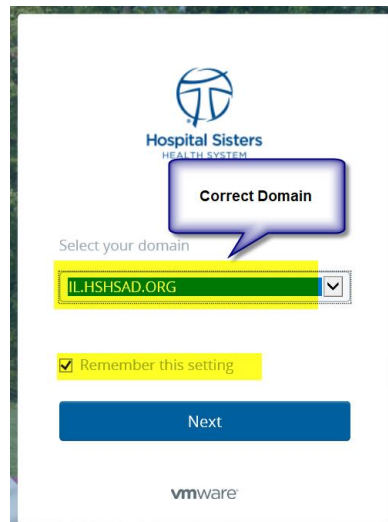 Hospital Sisters
HEALTH SYSTEM
Correct Domain
Select your domain
IL.HSHSAD.ORG
Remember this setting
Next
vmware